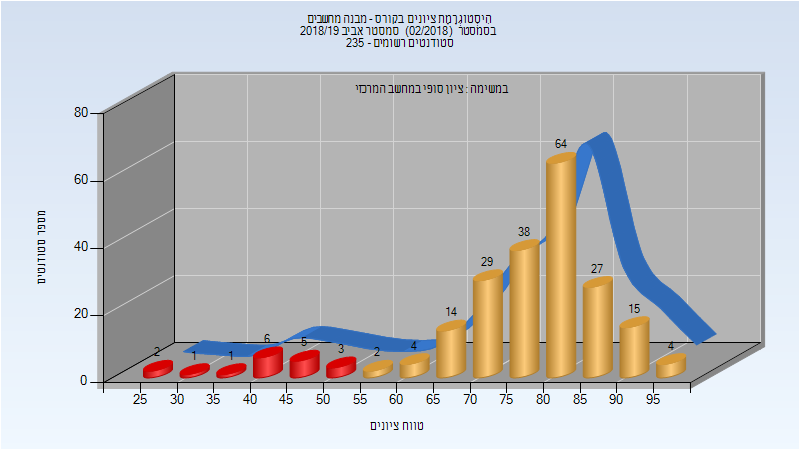 היסטוגרמת ציונים בקורס - מבנה מחשבים
בסמסטר (02/2018) סמסטר אביב 2018/19
סטודנטים רשומים - 235
במשימה : ציון סופי במחשב המרכזי
מספר סטודנטים
80
60
40
20
0
2
1
1
6
5
3
2
4
14
29
38
64
27
15
4
25 30 35 40 45 50 55 60 65 70 75 80 85 90 95
טווח ציונים